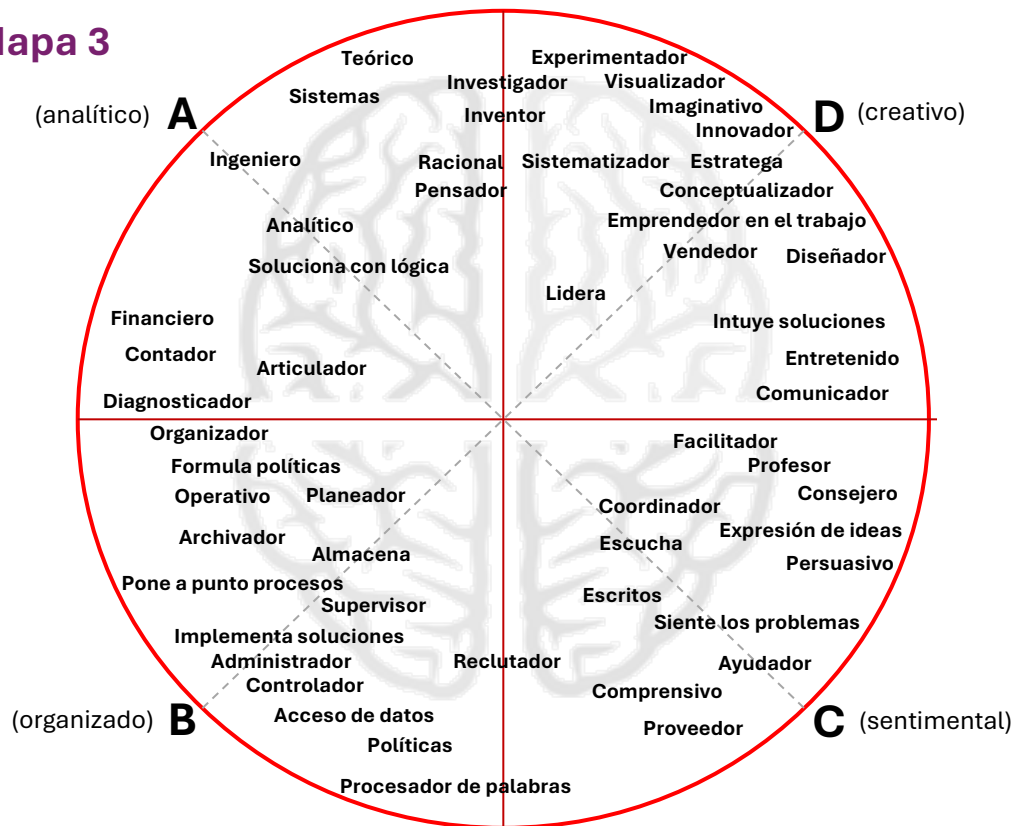 lapa 3
(analítico) A
D (creativo)
Teórico
Sistemas
Ingeniero
Investigador
Inventor
Racional
Pensador
Analítico
Soluciona con lógica
Financiero
Contador
Articulador
Diagnosticador
Experimentador
Visualizador
Imaginativo
Innovador
Sistematizador
Estratega
Conceptualizador
Emprendedor en el trabajo
Vendedor
Diseñador
Lidera
Intuye soluciones
Entretenido
Comunicador
Organizador
Formula políticas
Operativo
Planeador
Archivador
Almacena
Pone a punto procesos
Supervisor
Implementa soluciones
Administrador
Controlador
Acceso de datos
Políticas
Procesador de palabras
Reclutador
Facilitador
Profesor
Consejero
Coordinador
Expresión de ideas
Escucha
Persuasivo
Escritos
Siente los problemas
Ayudador
Comprensivo
Proveedor
(organizado) B
C (sentimental)